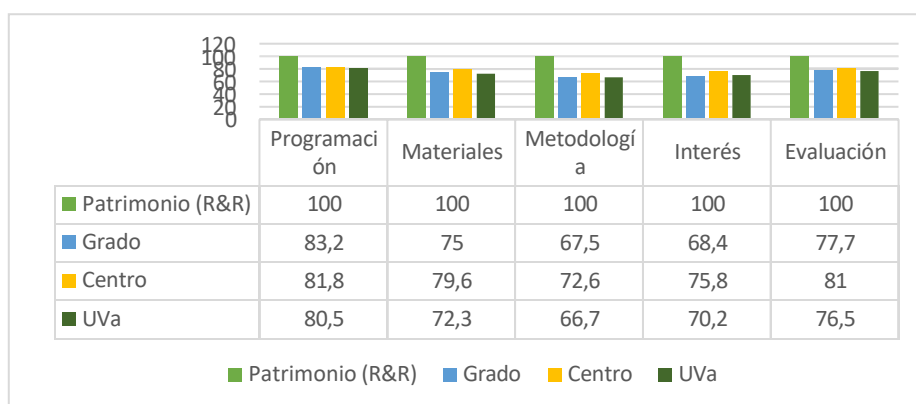 120
100
80
60
40
20
0
Programaci
ón
Materiales
Metodologí
a
Interés
Evaluación
Patrimonio (R&R) 100 100 100 100 100
Grado 83,2 75 67,5 68,4 77,7
Centro 81,8 79,6 72,6 75,8 81
UVa 80,5 72,3 66,7 70,2 76,5
Patrimonio (R&R) Grado Centro UVa